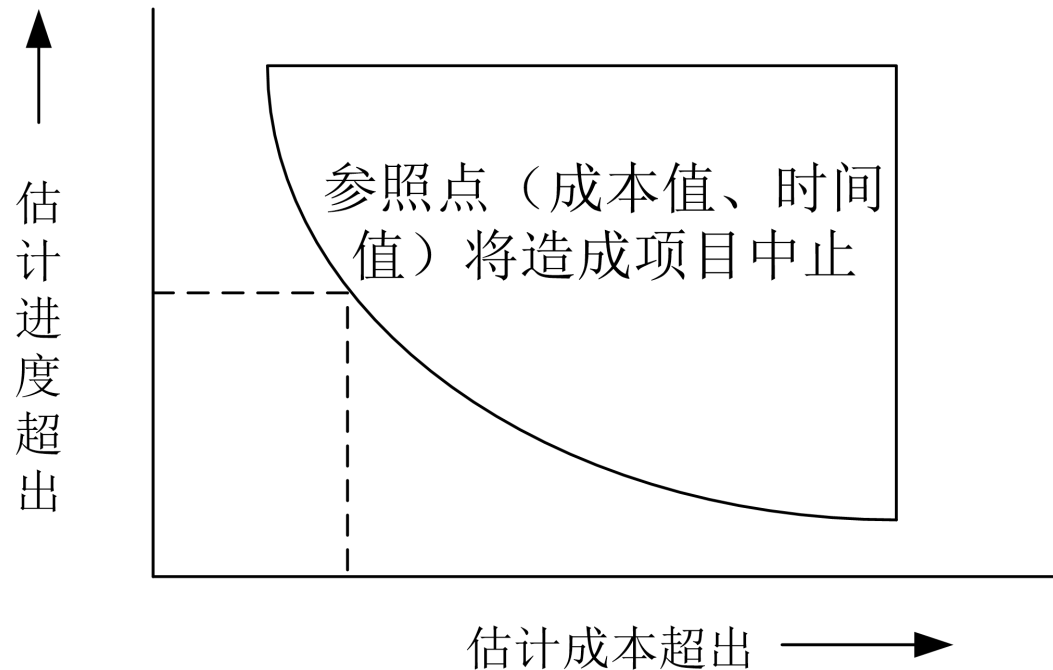 估计进度超出
参照点（成本值、时间
值）将造成项目中止
估计成本超出